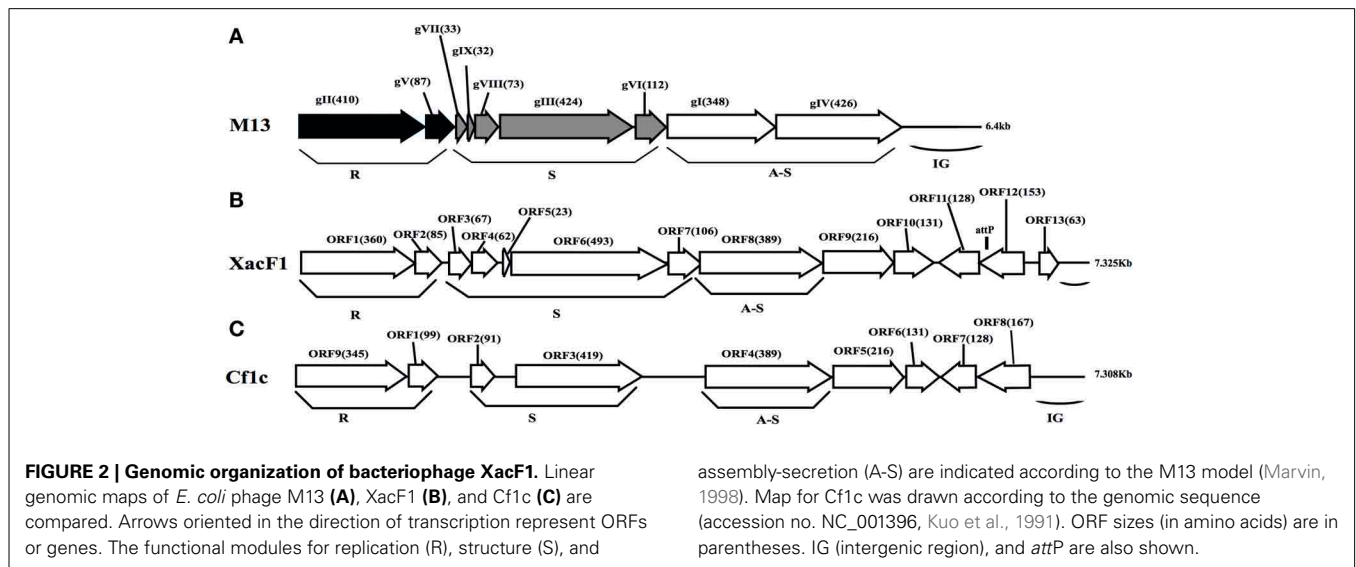 A
gVII(33)
gIX(32)
gV(87)
gVIII(73)
gVI(112)
gII(410)
gIII(424)
gI(348)
gIV(426)
M13
6.4kb
R
S
A-S
IG
B
ORF5(23)
ORF3(67)
ORF11(128)
ORF12(153)
ORF2(85)
ORF4(62)
ORF7(106)
ORF10(131)
attP
ORF13(63)
ORF1(360)
ORF6(493)
ORF8(389)
ORF9(216)
XacF1
7.325Kb
R
S
A-S
C
ORF1(99)
ORF2(91)
ORF6(131)
ORF7(128)
ORF8(167)
ORF9(345)
ORF3(419)
ORF4(389)
ORF5(216)
Cf1c
7.308Kb
R
S
A-S
IG
FIGURE 2 | Genomic organization of bacteriophage XacF1. Linear
genomic maps of E. coli phage M13 (A), XacF1 (B), and Cf1c (C) are
compared. Arrows oriented in the direction of transcription represent ORFs
or genes. The functional modules for replication (R), structure (S), and
assembly-secretion (A-S) are indicated according to the M13 model (Marvin,
1998). Map for Cf1c was drawn according to the genomic sequence
(accession no. NC_001396, Kuo et al., 1991). ORF sizes (in amino acids) are in
parentheses. IG (intergenic region), and attP are also shown.